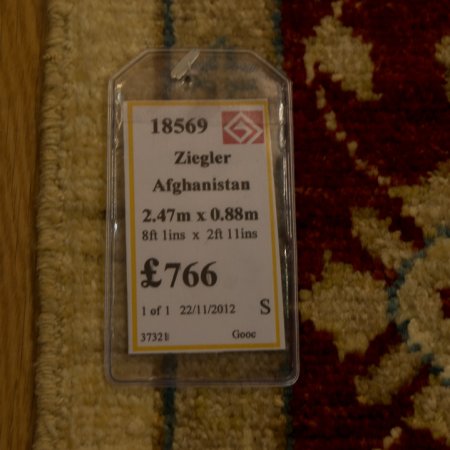 18569
Ziegler
Afghanistan
2.47m x 0.88m
8ft 1ins x 2ft 11ins
£766
1 of 1 22/11/2012 S
Gooc